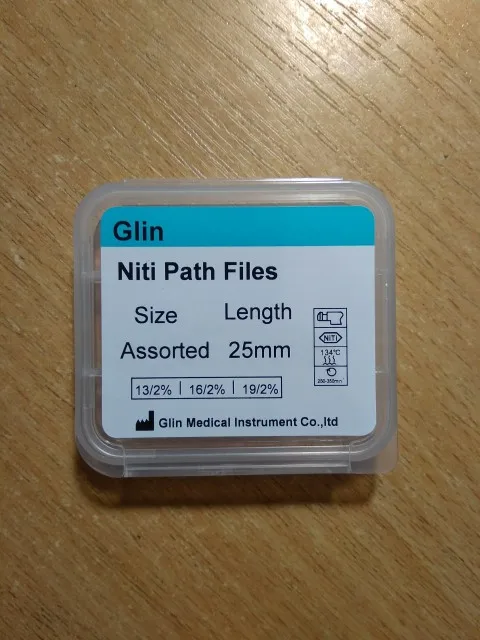 Glin
Niti Path Files
Size Length
Assorted 25mm
NiTi
134°C
13/2% | 16/2% | 19/2%
Glin Medical Instrument Co.,ltd